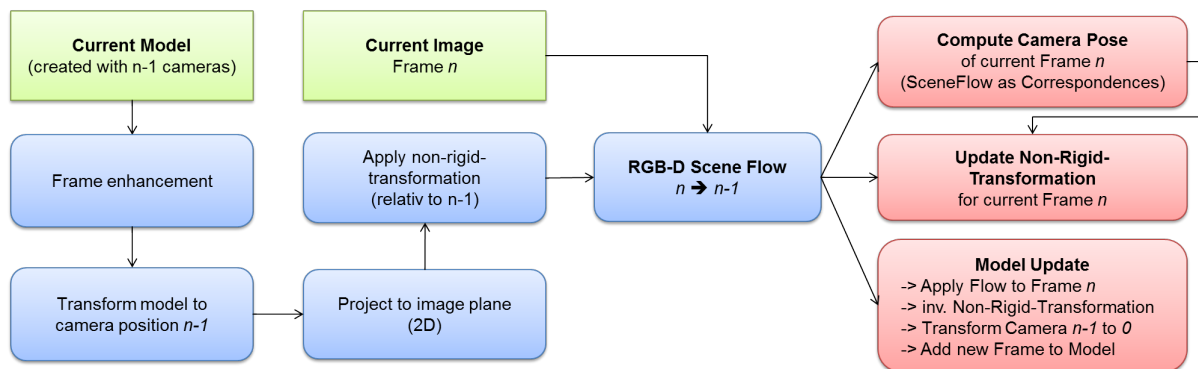 Current Model
(created with n-1 cameras)
Frame enhancement
Transform model to
camera position n-1
Project to image plane
(2D)
Apply non-rigid-
transformation
(relativ to n-1)
Current Image
Frame n
RGB-D Scene Flow
n ➔ n-1
Compute Camera Pose
of current Frame n
(SceneFlow as Correspondences)
Update Non-Rigid-
Transformation
for current Frame n
Model Update
-> Apply Flow to Frame n
-> inv. Non-Rigid-Transformation
-> Transform Camera n-1 to 0
-> Add new Frame to Model